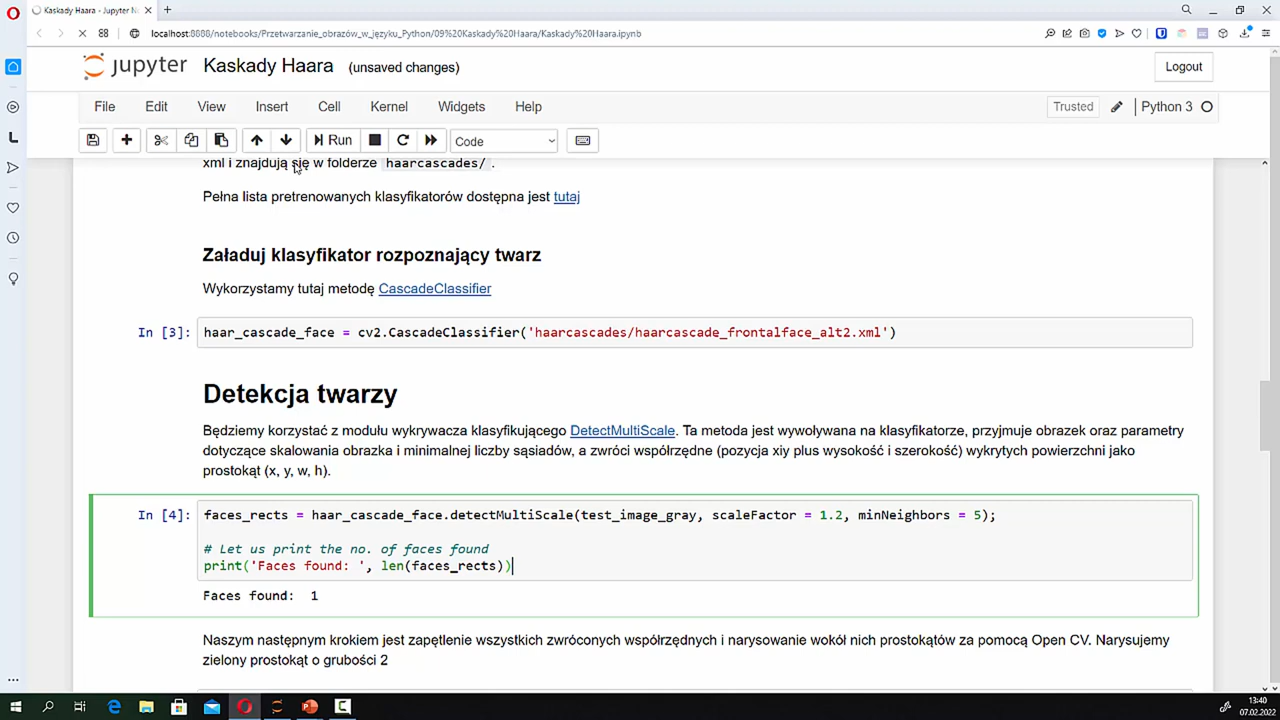 Kaskady Haara - Jupyter N
localhost:8888/notebooks/Przetwarzanie_obrazów_w_języku_Python/09%20Kaskady%20Haara/Kaskady%20Haara.ipynb
jupyter Kaskady Haara (unsaved changes) Logout
File Edit View Insert Cell Kernel Widgets Help Trusted Python 3
Run Code
xml i znajdują się w folderze haarcascades/ .
Pełna lista pretrenowanych klasyfikatorów dostępna jest tutaj
Załaduj klasyfikator rozpoznający twarz
Wykorzystamy tutaj metodę CascadeClassifier
In [3]: haar_cascade_face = cv2.CascadeClassifier('haarcascades/haarcascade_frontalface_alt2.xml')
Detekcja twarzy
Będziemy korzystać z modułu wykrywacza klasyfikującego DetectMultiScale. Ta metoda jest wywoływana na klasyfikatorze, przyjmuje obrazek oraz parametry
dotyczące skalowania obrazka i minimalnej liczby sąsiadów, a zwróci współrzędne (pozycja xiy plus wysokość i szerokość) wykrytych powierzchni jako
prostokąt (x, y, w, h).
In [4]: faces_rects = haar_cascade_face.detectMultiScale(test_image_gray, scaleFactor = 1.2, minNeighbors = 5);
# Let us print the no. of faces found
print('Faces found: ', len(faces_rects))
Faces found:  1
Naszym następnym krokiem jest zapętlenie wszystkich zwróconych współrzędnych i narysowanie wokół nich prostokątów za pomocą Open CV. Narysujemy
zielony prostokąt o grubości 2
13:40
07.02.2022